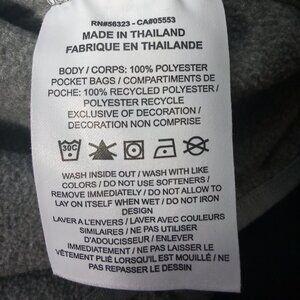 RN#56323 - CA#05553
MADE IN THAILAND
FABRIQUE EN THAILANDE
BODY / CORPS: 100% POLYESTER
POCKET BAGS / COMPARTIMENTS DE
POCHE: 100% RECYCLED POLYESTER /
POLYESTER RECYCLE
EXCLUSIVE OF DECORATION /
DECORATION NON COMPRISE
30C
WASH INSIDE OUT / WASH WITH LIKE
COLORS / DO NOT USE SOFTENERS /
REMOVE IMMEDIATELY / DO NOT ALLOW TO
LAY ON ITSELF WHEN WET / DO NOT IRON
DESIGN
LAVER A L'ENVERS / LAVER AVEC COULEURS
SIMILAIRES / NE PAS UTILISER
D'ADOUCISSEUR / ENLEVER
IMMEDIATEMENT / NE PAS LAISSER LE
VÊTEMENT PLIÉ LORSQU'IL EST MOUILLÉ / NE
PAS REPASSER LE DESSIN